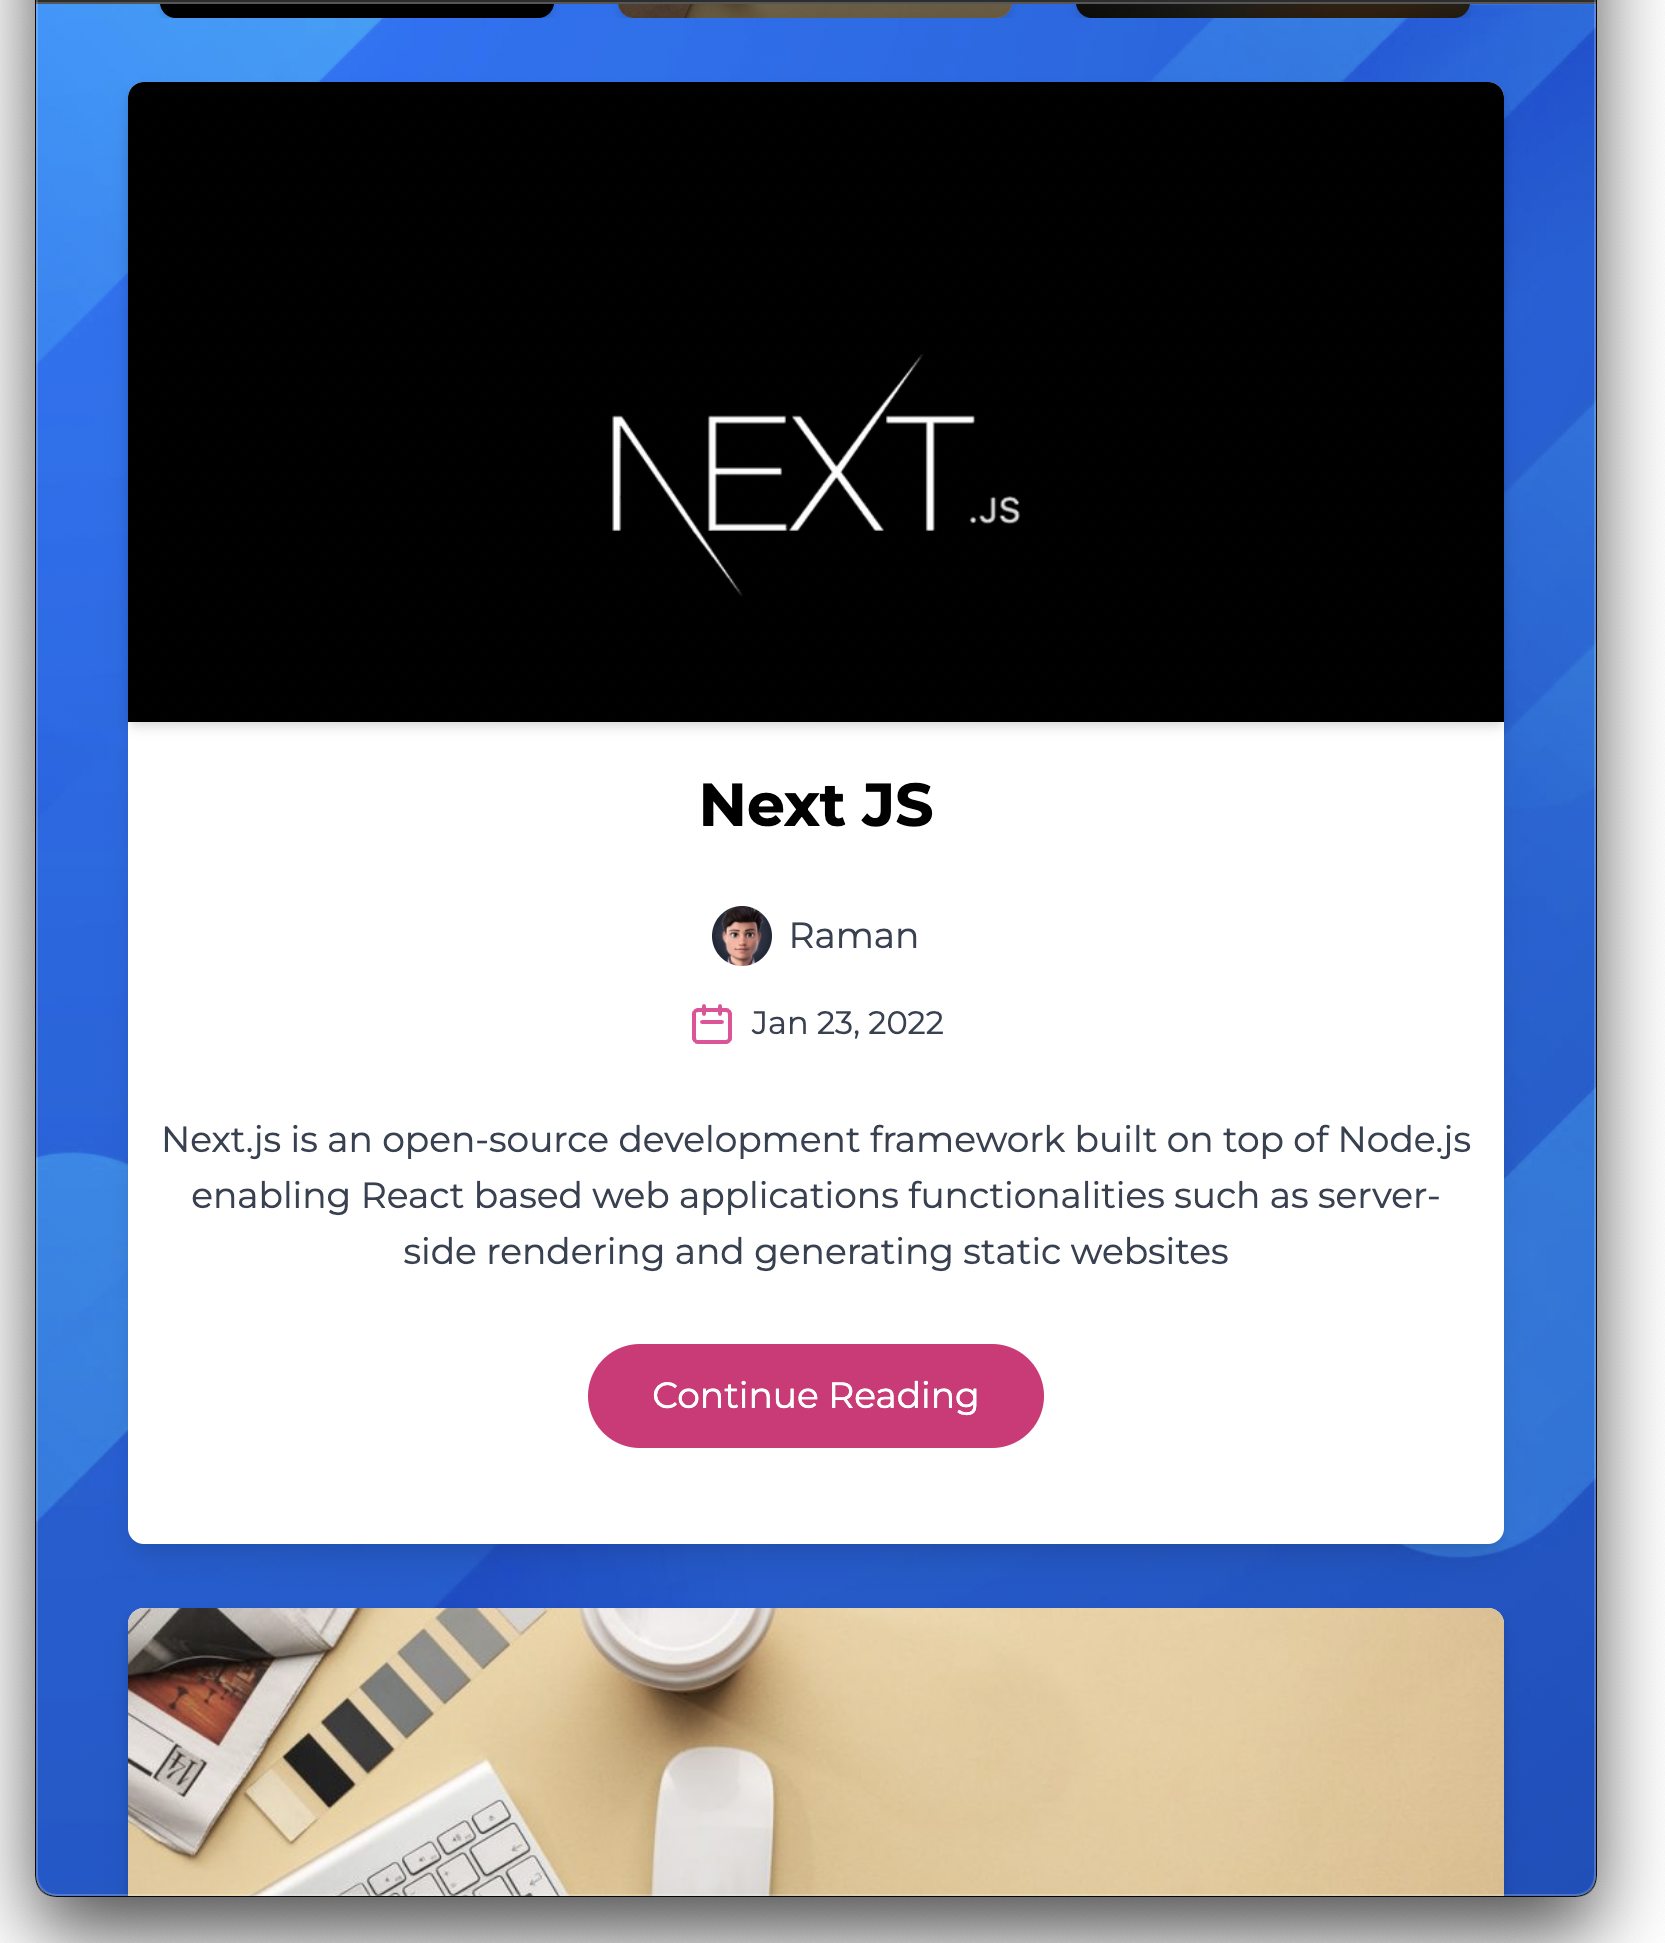 NEXT.JS
Next JS
Raman
Jan 23, 2022
Next.js is an open-source development framework built on top of Node.js
enabling React based web applications functionalities such as server-
side rendering and generating static websites
Continue Reading